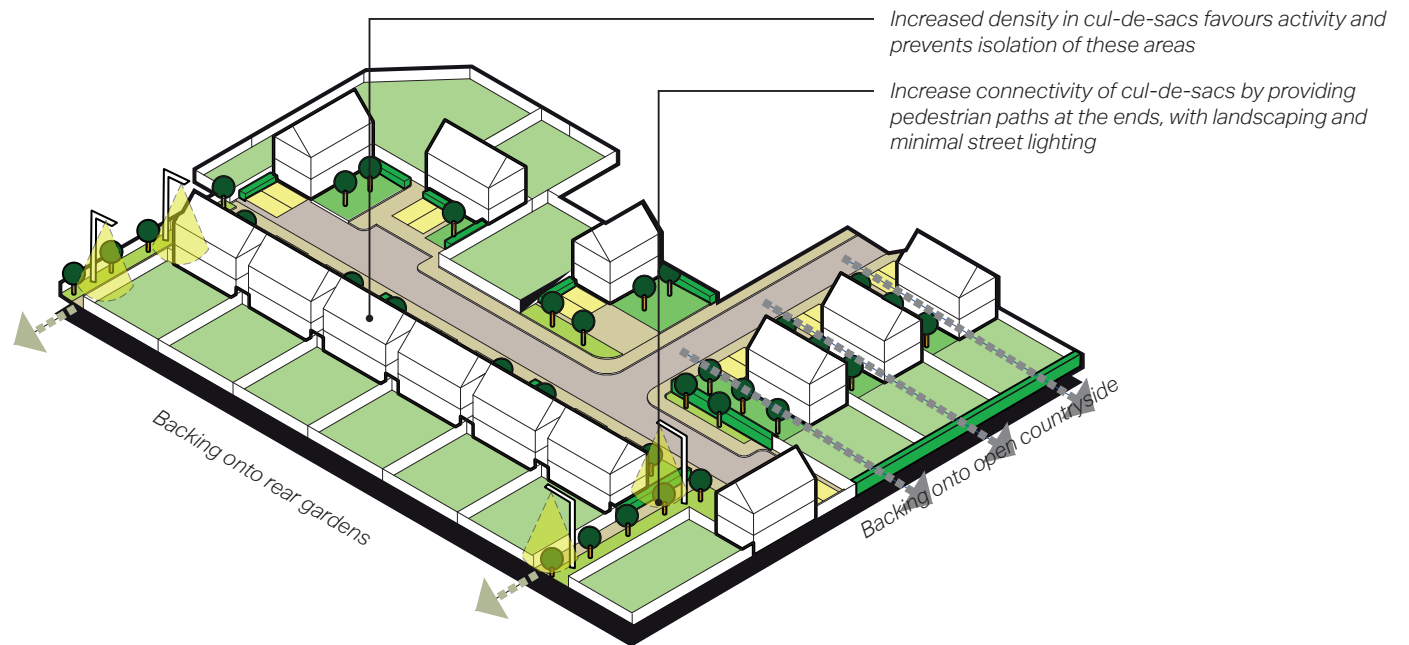 Increased density in cul-de-sacs favours activity and
prevents isolation of these areas
Increase connectivity of cul-de-sacs by providing
pedestrian paths at the ends, with landscaping and
minimal street lighting
Backing onto rear gardens
Backing onto open countryside